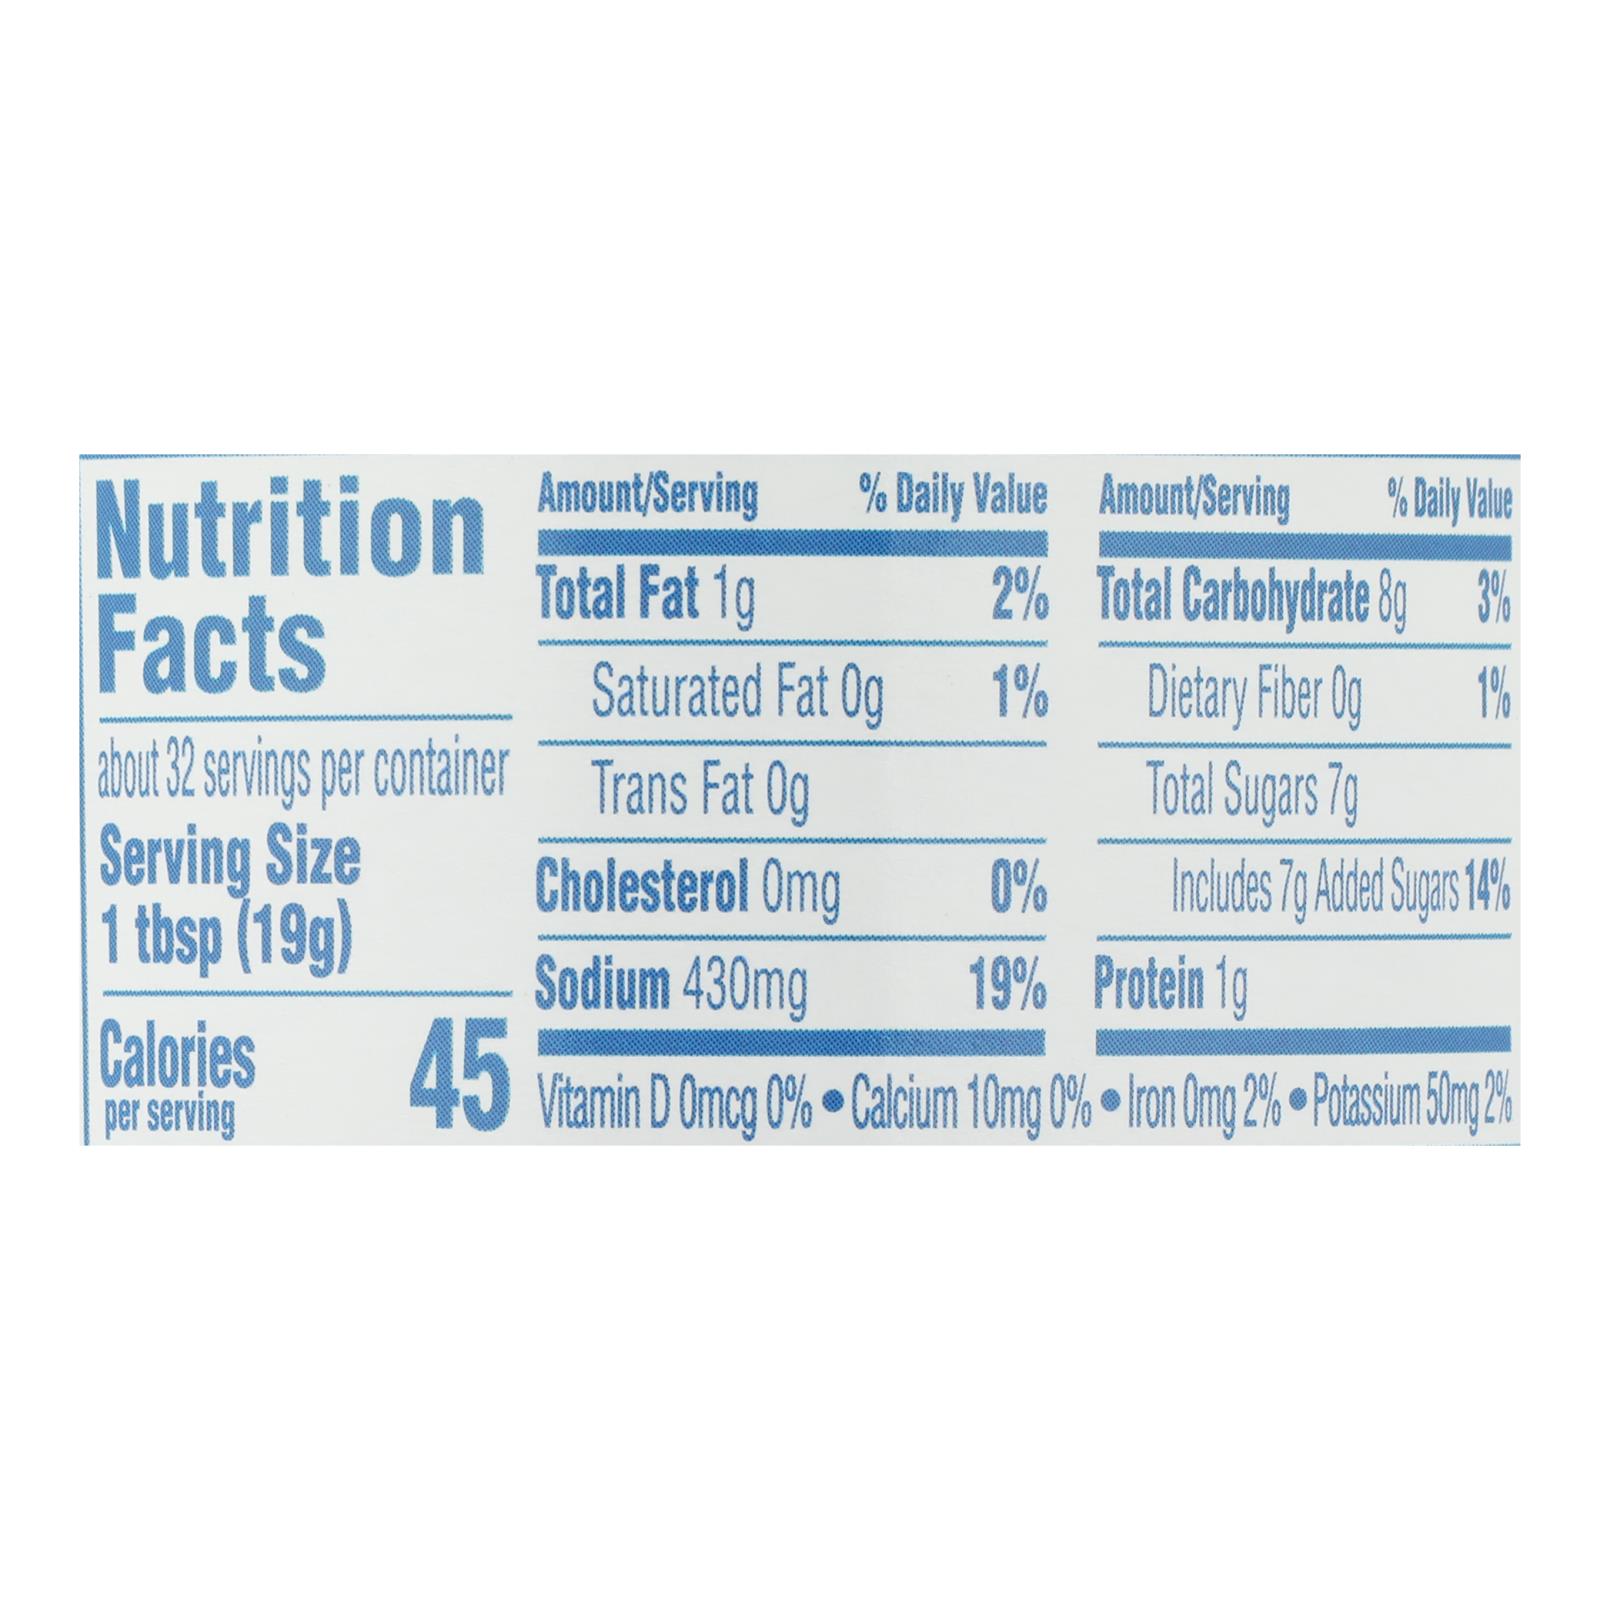 Nutrition
Facts
about 32 servings per container
Serving Size
1 tbsp (19g)
Calories 45
per serving
Amount/Serving % Daily Value
Total Fat 1g 2%
Saturated Fat 0g 1%
Trans Fat 0g
Cholesterol 0mg 0%
Sodium 430mg 19%
Amount/Serving % Daily Value
Total Carbohydrate 8g 3%
Dietary Fiber 0g 1%
Total Sugars 7g
Includes 7g Added Sugars 14%
Protein 1g
Vitamin D 0mcg 0% • Calcium 10mg 0% • Iron 0mg 2% • Potassium 50mg 2%